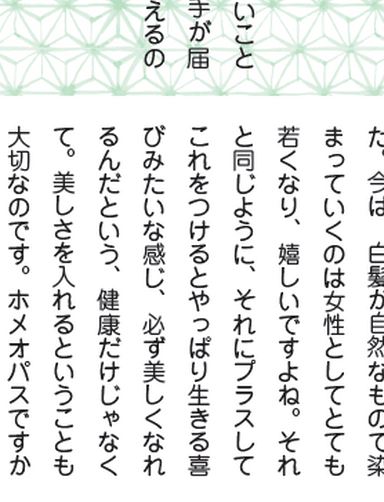 いこと
手が届
えるの
た。今は、白髪が自然なもので染
まっていくのは女性としてとても
若くなり、嬉しいですよね。それ
と同じように、それにプラスして
これをつけるとやっぱり生きる喜
びみたいな感じ、必ず美しくなれ
るんだという、健康だけじゃなく
て。美しさを入れるということも
大切なのです。ホメオパスですか